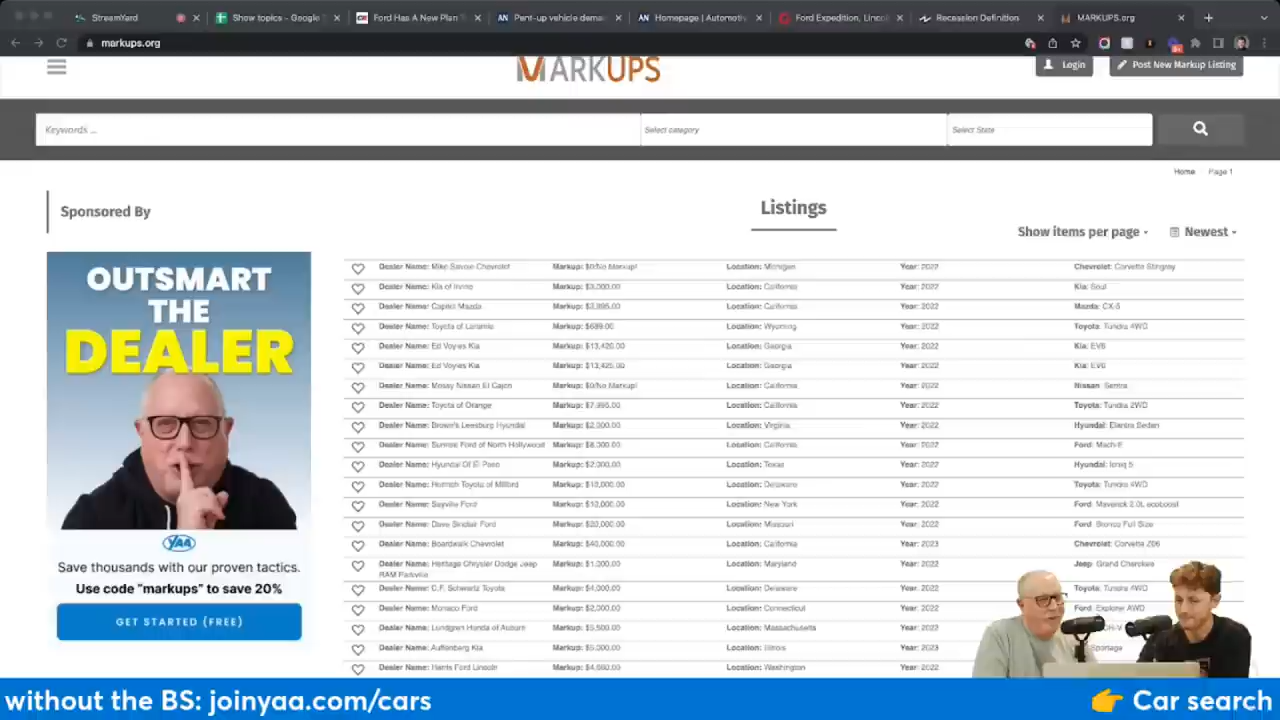 StreamYard
Show topics - Google
Ford Has A New Plan
Pent-up vehicle dema
Homepage | Automotiv
Ford Expedition, Lincol
Recession Definition
MARKUPS.org
markups.org
MARKUPS
Login
Post New Markup Listing
Keywords ...
Select category
Select State
Home
Page 1
Sponsored By
Listings
Show items per page
Newest
OUTSMART
THE
DEALER
YAA
Save thousands with our proven tactics.
Use code "markups" to save 20%
GET STARTED (FREE)
Dealer Name: Mike Savoie Chevrolet Markup: $0/No Markup! Location: Michigan Year: 2022 Chevrolet: Corvette Stingray
Dealer Name: Kia of Irvine Markup: $3,000.00 Location: California Year: 2022 Kia: Soul
Dealer Name: Capitol Mazda Markup: $3,995.00 Location: California Year: 2022 Mazda: CX-5
Dealer Name: Toyota of Laramie Markup: $689.00 Location: Wyoming Year: 2022 Toyota: Tundra 4WD
Dealer Name: Ed Voyles Kia Markup: $13,420.00 Location: Georgia Year: 2022 Kia: EV6
Dealer Name: Ed Voyles Kia Markup: $13,425.00 Location: Georgia Year: 2022 Kia: EV6
Dealer Name: Mossy Nissan El Cajon Markup: $0/No Markup! Location: California Year: 2022 Nissan: Sentra
Dealer Name: Toyota of Orange Markup: $7,995.00 Location: California Year: 2022 Toyota: Tundra 2WD
Dealer Name: Brown's Leesburg Hyundai Markup: $2,000.00 Location: Virginia Year: 2022 Hyundai: Elantra Sedan
Dealer Name: Sunrise Ford of North Hollywood Markup: $8,000.00 Location: California Year: 2022 Ford: Mach-E
Dealer Name: Hyundai Of El Paso Markup: $2,000.00 Location: Texas Year: 2022 Hyundai: Ioniq 5
Dealer Name: Hertrich Toyota of Milford Markup: $10,000.00 Location: Delaware Year: 2022 Toyota: Tundra 4WD
Dealer Name: Sayville Ford Markup: $10,000.00 Location: New York Year: 2022 Ford: Maverick 2.0L ecoboost
Dealer Name: Dave Sinclair Ford Markup: $20,000.00 Location: Missouri Year: 2022 Ford: Bronco Full Size
Dealer Name: Boardwalk Chevrolet Markup: $40,000.00 Location: California Year: 2023 Chevrolet: Corvette Z06
Dealer Name: Heritage Chrysler Dodge Jeep Markup: $1,000.00 Location: Maryland Year: 2022 Jeep: Grand Cherokee
RAM Parkville
Dealer Name: C.F. Schwartz Toyota Markup: $4,000.00 Location: Delaware Year: 2022 Toyota: Tundra 4WD
Dealer Name: Monaco Ford Markup: $2,000.00 Location: Connecticut Year: 2022 Ford: Explorer AWD
Dealer Name: Lundgren Honda of Auburn Markup: $5,500.00 Location: Massachusetts Year: 2022
Dealer Name: Auffenberg Kia Markup: $5,000.00 Location: Illinois Year: 2023 Sportage
Dealer Name: Harris Ford Lincoln Location: Washington Year: 2022
without the BS: joinyaa.com/cars
Car search